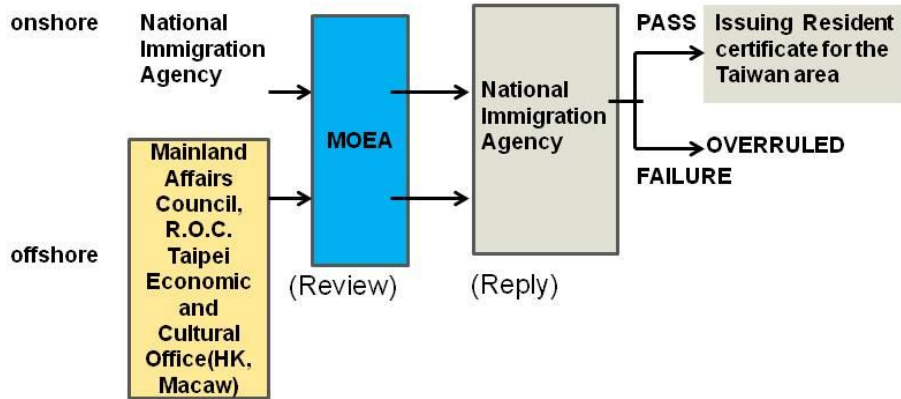 onshore
National
Immigration
Agency
Mainland
Affairs
Council,
R.O.C.
Taipei
Economic
and
Cultural
Office(HK,
Macaw)
offshore
MOEA
(Review)
National
Immigration
Agency
(Reply)
PASS
Issuing Resident
certificate for the
Taiwan area
OVERRULED
FAILURE